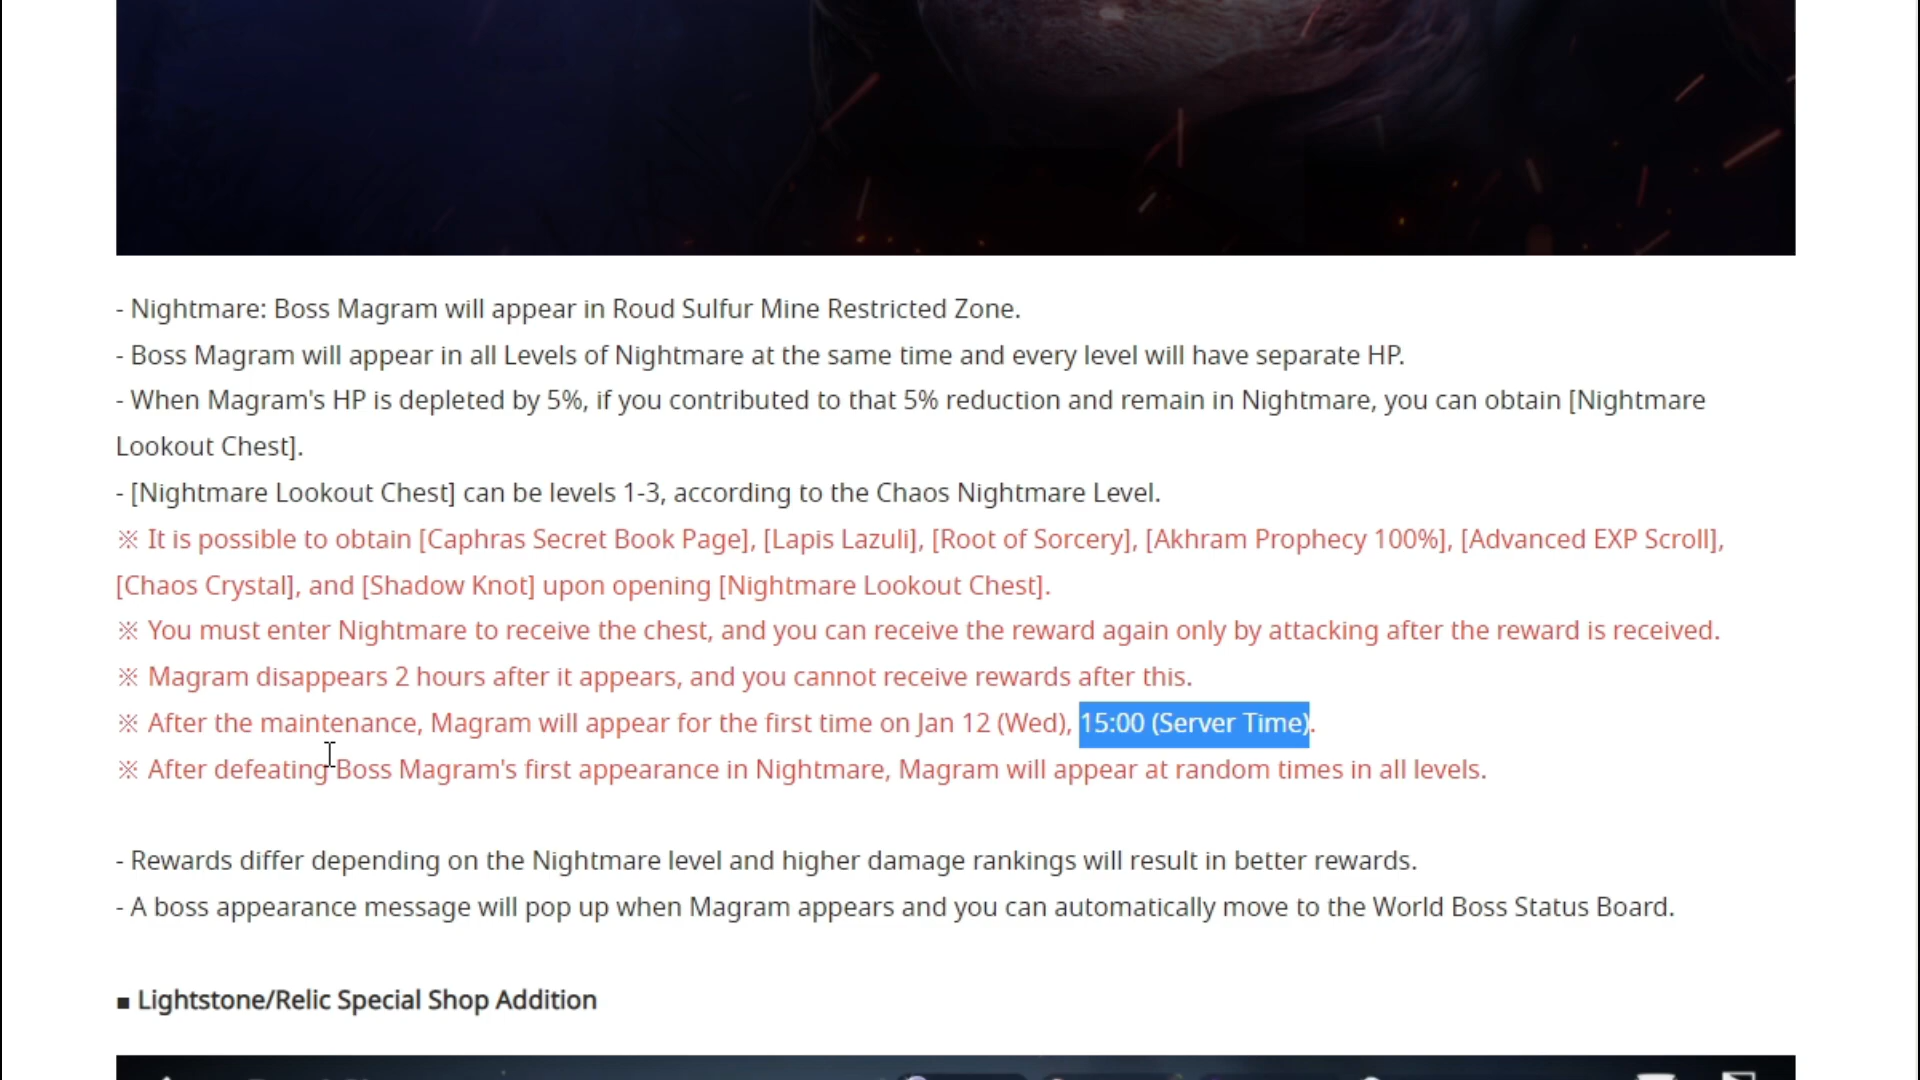 - Nightmare: Boss Magram will appear in Roud Sulfur Mine Restricted Zone.
- Boss Magram will appear in all Levels of Nightmare at the same time and every level will have separate HP.
- When Magram's HP is depleted by 5%, if you contributed to that 5% reduction and remain in Nightmare, you can obtain [Nightmare
Lookout Chest].
- [Nightmare Lookout Chest] can be levels 1-3, according to the Chaos Nightmare Level.
※ It is possible to obtain [Caphras Secret Book Page], [Lapis Lazuli], [Root of Sorcery], [Akhram Prophecy 100%], [Advanced EXP Scroll],
[Chaos Crystal], and [Shadow Knot] upon opening [Nightmare Lookout Chest].
※ You must enter Nightmare to receive the chest, and you can receive the reward again only by attacking after the reward is received.
※ Magram disappears 2 hours after it appears, and you cannot receive rewards after this.
※ After the maintenance, Magram will appear for the first time on Jan 12 (Wed), 15:00 (Server Time).
※ After defeating Boss Magram's first appearance in Nightmare, Magram will appear at random times in all levels.
- Rewards differ depending on the Nightmare level and higher damage rankings will result in better rewards.
- A boss appearance message will pop up when Magram appears and you can automatically move to the World Boss Status Board.
■ Lightstone/Relic Special Shop Addition